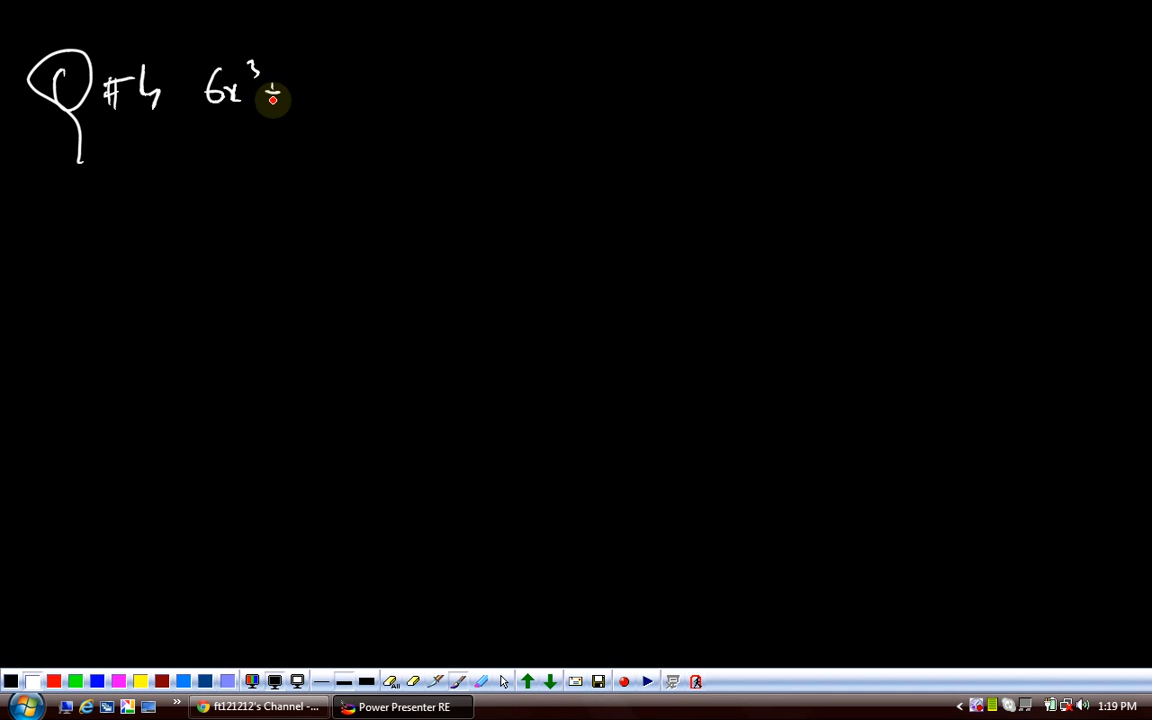 Q #4 6x³ +
ft121212's Channel -...
Power Presenter RE
1:19 PM